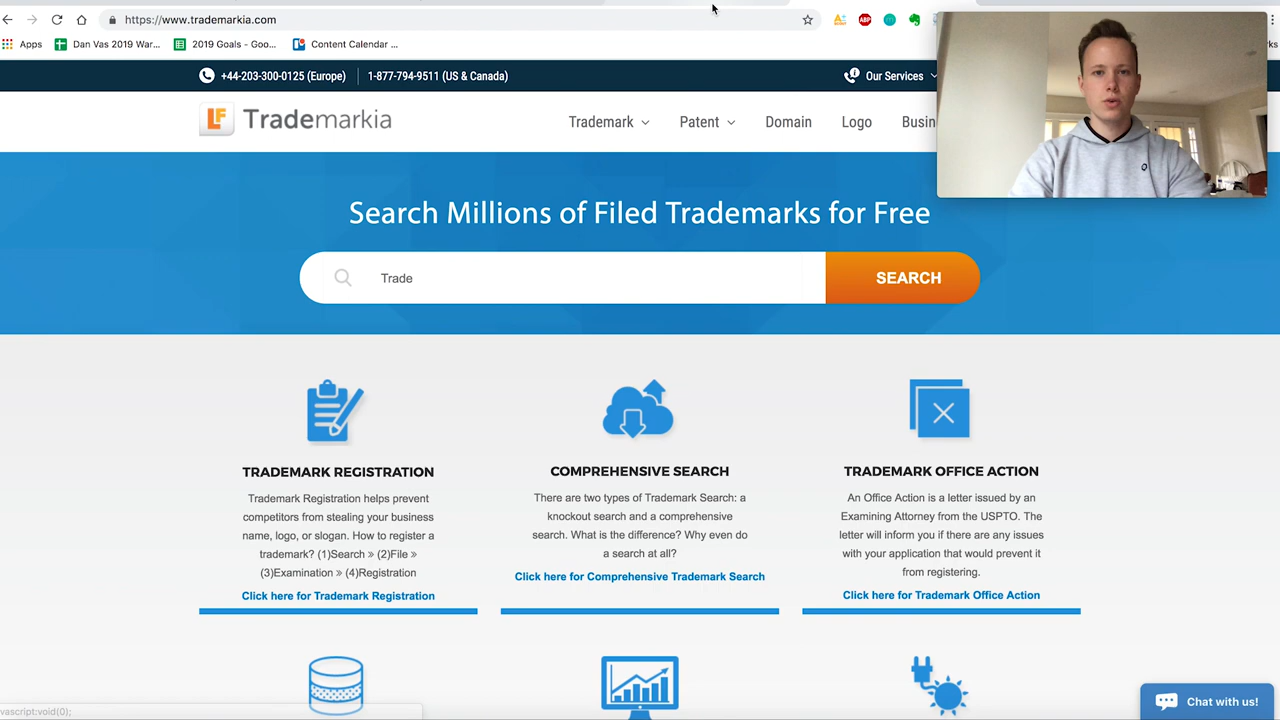 https://www.trademarkia.com
Apps
Dan Vas 2019 War...
2019 Goals - Goo...
Content Calendar ...
+44-203-300-0125 (Europe)
1-877-794-9511 (US & Canada)
Our Services
LF Trademarkia
Trademark
Patent
Domain
Logo
Busin
Search Millions of Filed Trademarks for Free
Trade
SEARCH
TRADEMARK REGISTRATION
Trademark Registration helps prevent
competitors from stealing your business
name, logo, or slogan. How to register a
trademark? (1)Search » (2)File »
(3)Examination » (4)Registration
Click here for Trademark Registration
COMPREHENSIVE SEARCH
There are two types of Trademark Search: a
knockout search and a comprehensive
search. What is the difference? Why even do
a search at all?
Click here for Comprehensive Trademark Search
TRADEMARK OFFICE ACTION
An Office Action is a letter issued by an
Examining Attorney from the USPTO. The
letter will inform you if there are any issues
with your application that would prevent it
from registering.
Click here for Trademark Office Action
vascript:void(0);
Chat with us!